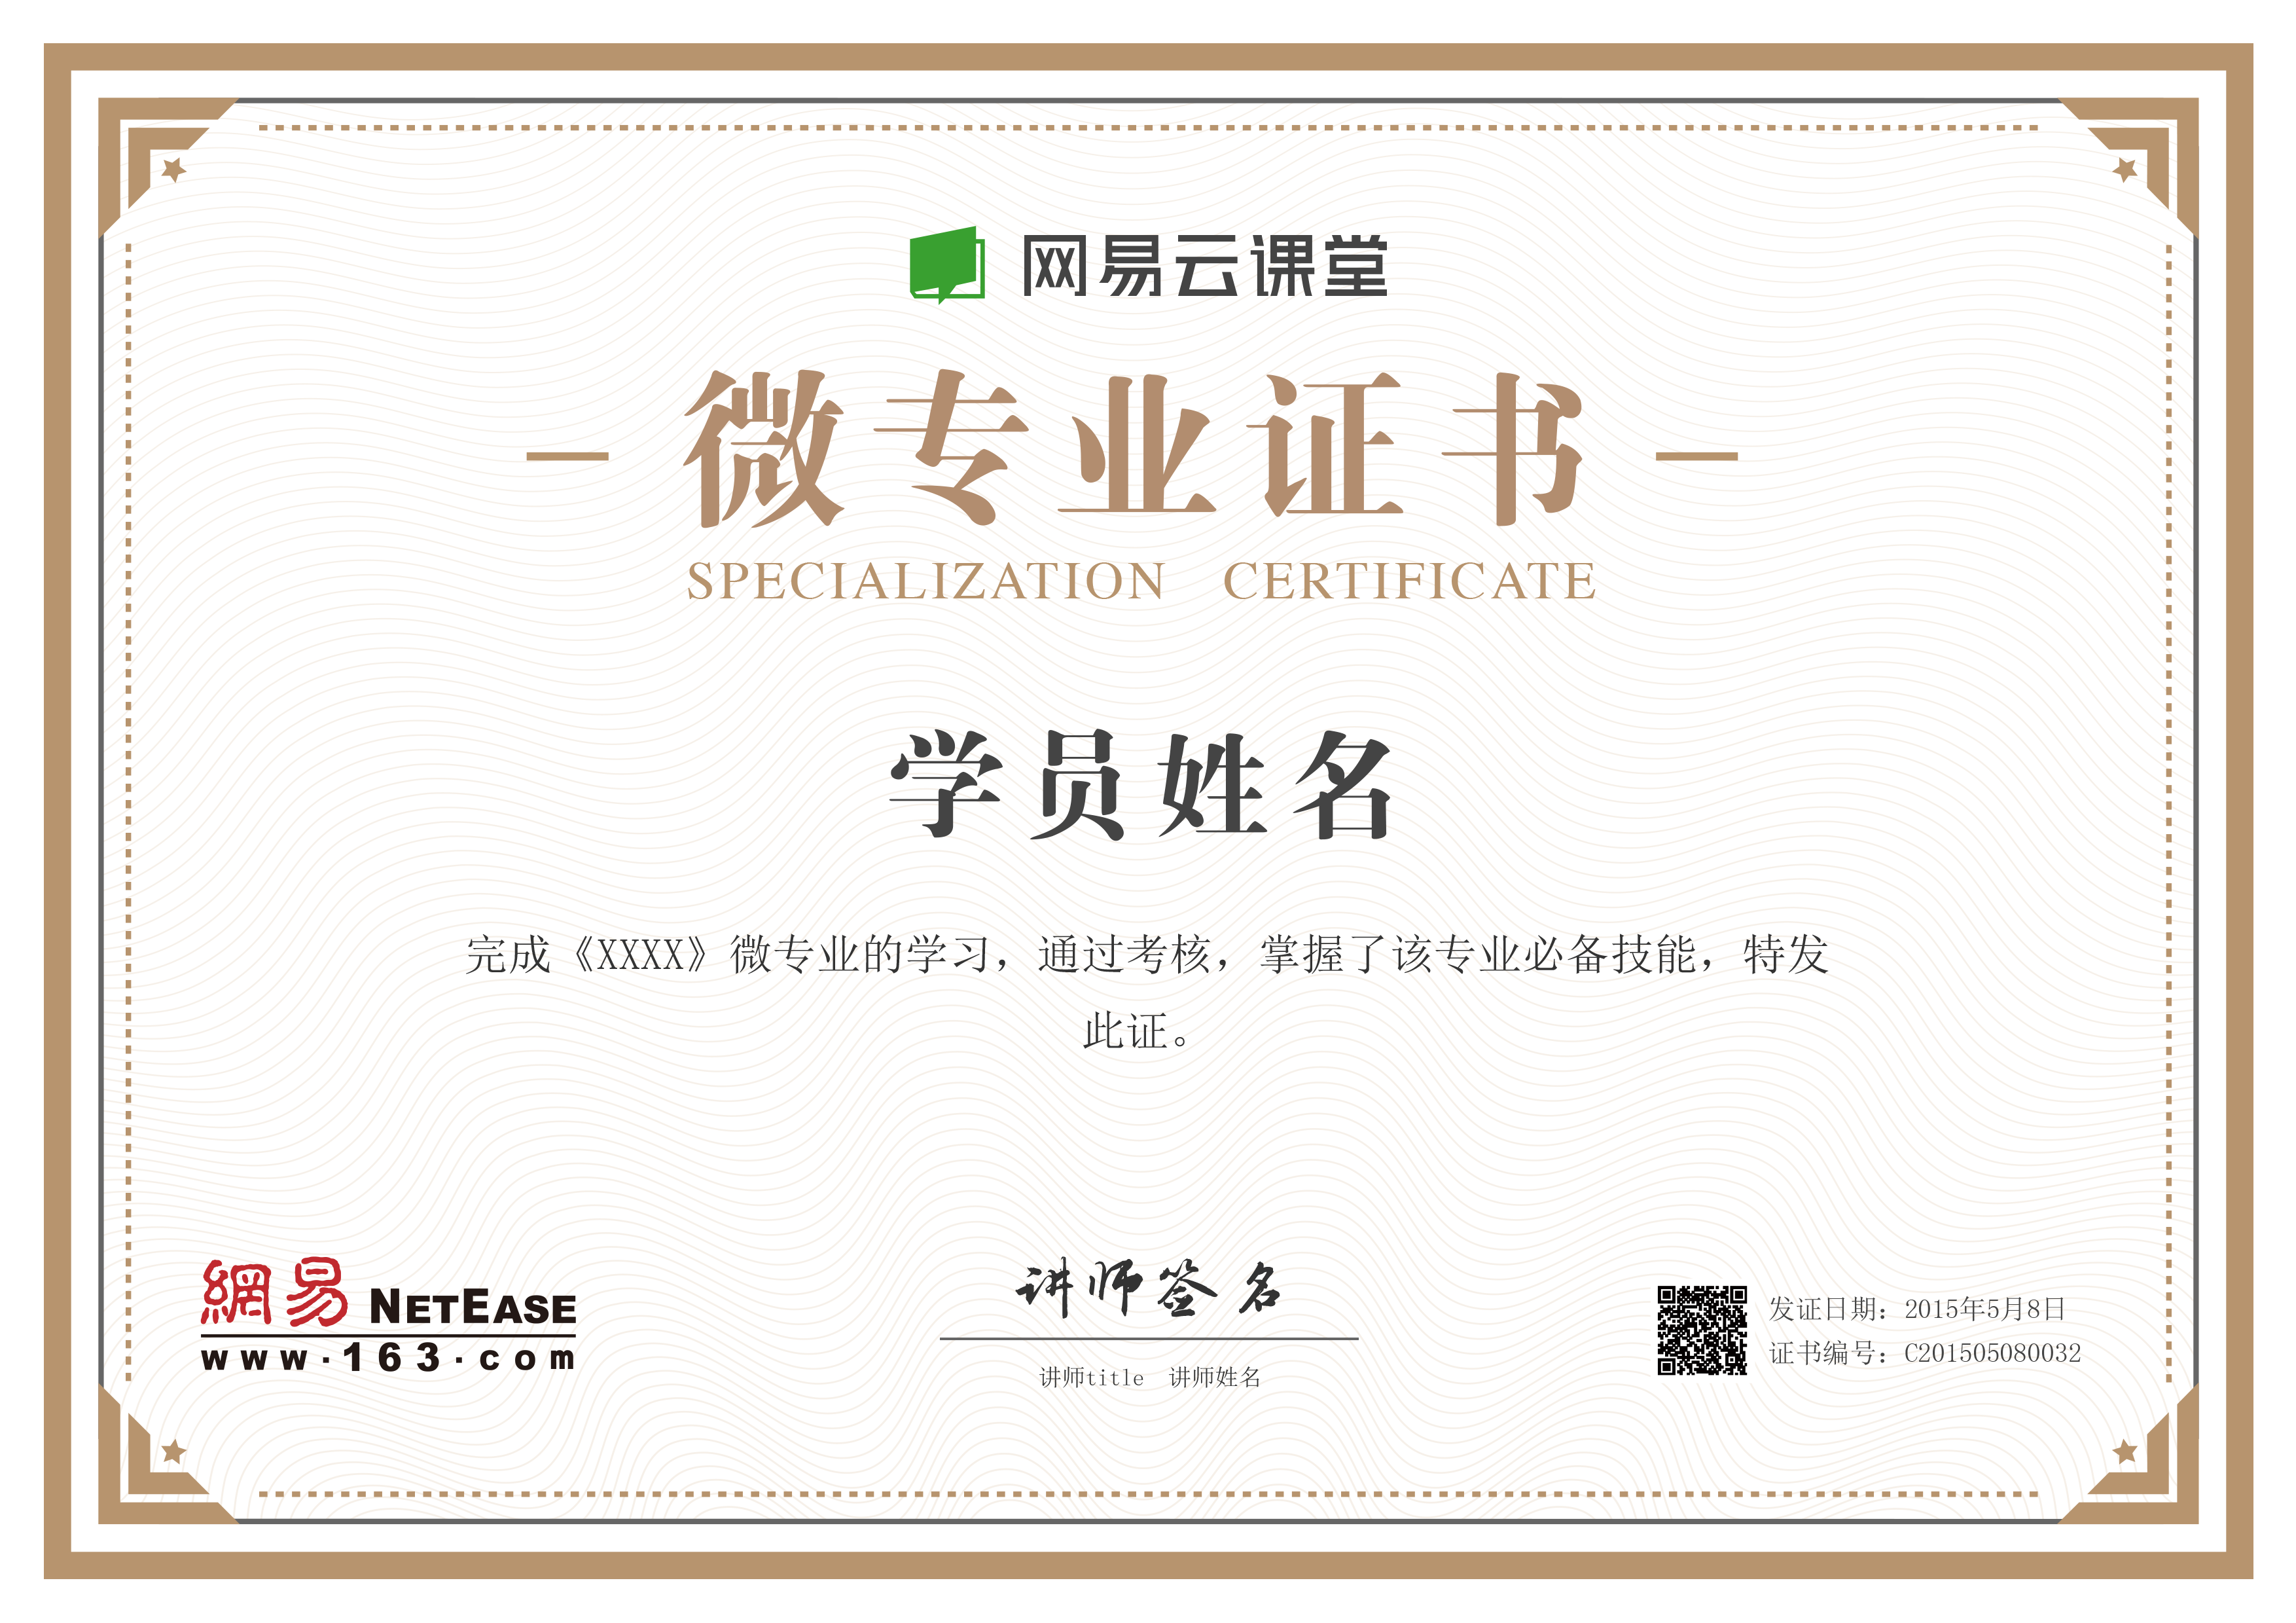 网易云课堂
微专业证书
SPECIALIZATION CERTIFICATE
学员姓名
完成《XXXX》微专业的学习，通过考核，掌握了该专业必备技能，特发
此证。
網易 NETEASE
www.163.com
讲师签名
讲师title 讲师姓名
发证日期：2015年5月8日
证书编号：C201505080032